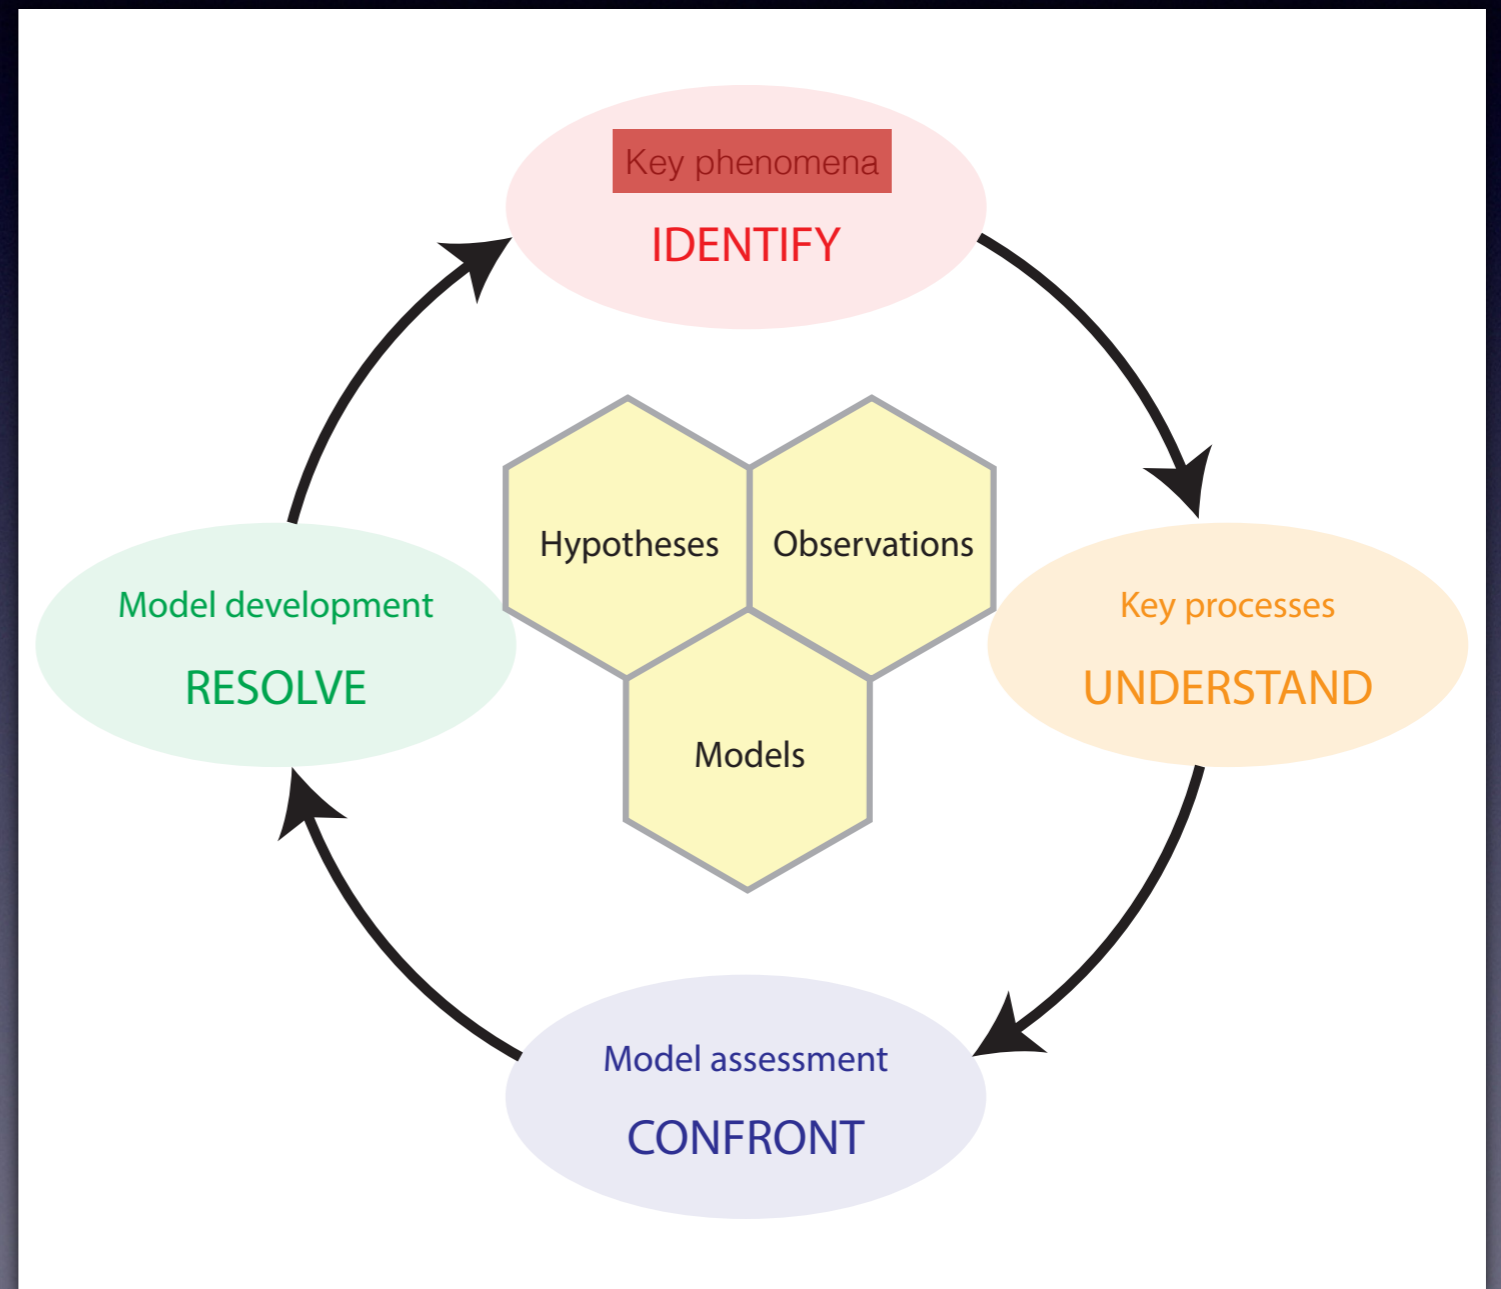 Key phenomena
IDENTIFY
Hypotheses
Observations
Model development
RESOLVE
Key processes
UNDERSTAND
Models
Model assessment
CONFRONT